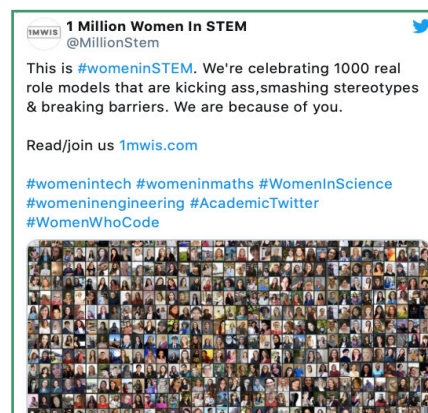 1MWIS
1 Million Women In STEM
@MillionStem
This is #womeninSTEM. We're celebrating 1000 real
role models that are kicking ass,smashing stereotypes
& breaking barriers. We are because of you.
Read/join us 1mwis.com
#womenintech #womeninmaths #WomenInScience
#womeninengineering #AcademicTwitter
#WomenWhoCode